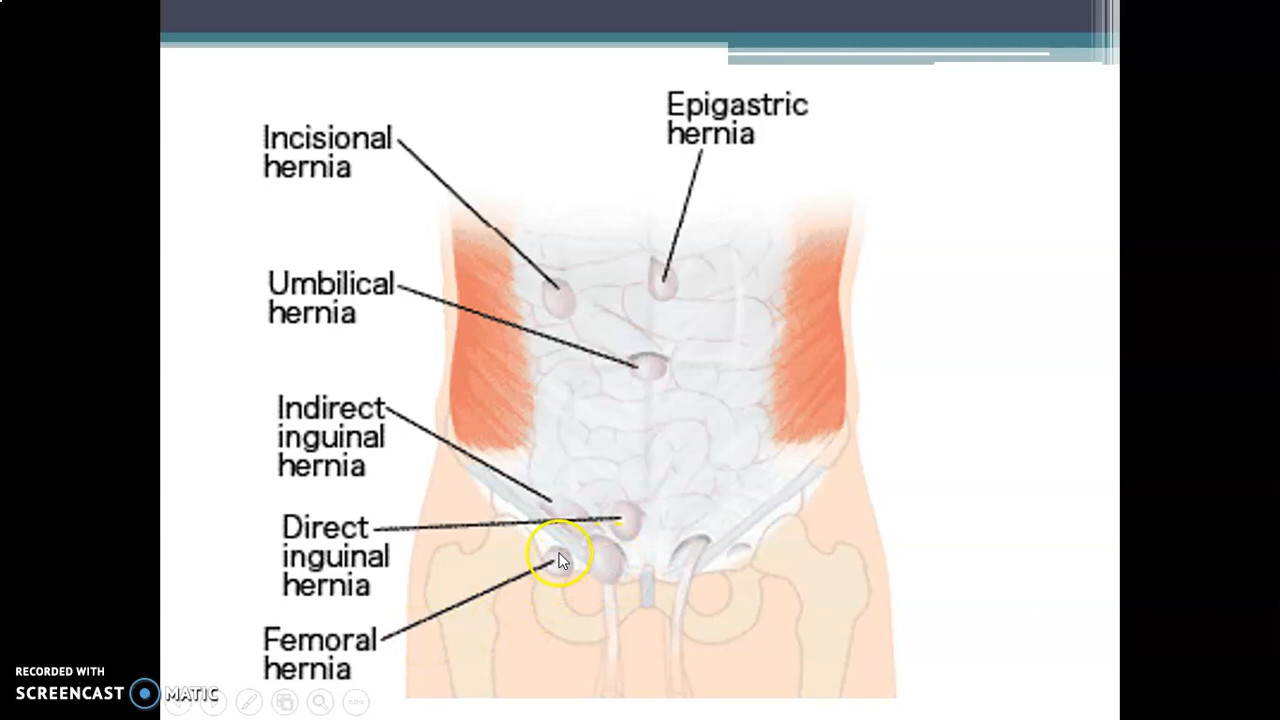 Epigastric
hernia
Incisional
hernia
Umbilical
hernia
Indirect
inguinal
hernia
Direct
inguinal
hernia
Femoral
hernia
RECORDED WITH
SCREENCAST MATIC